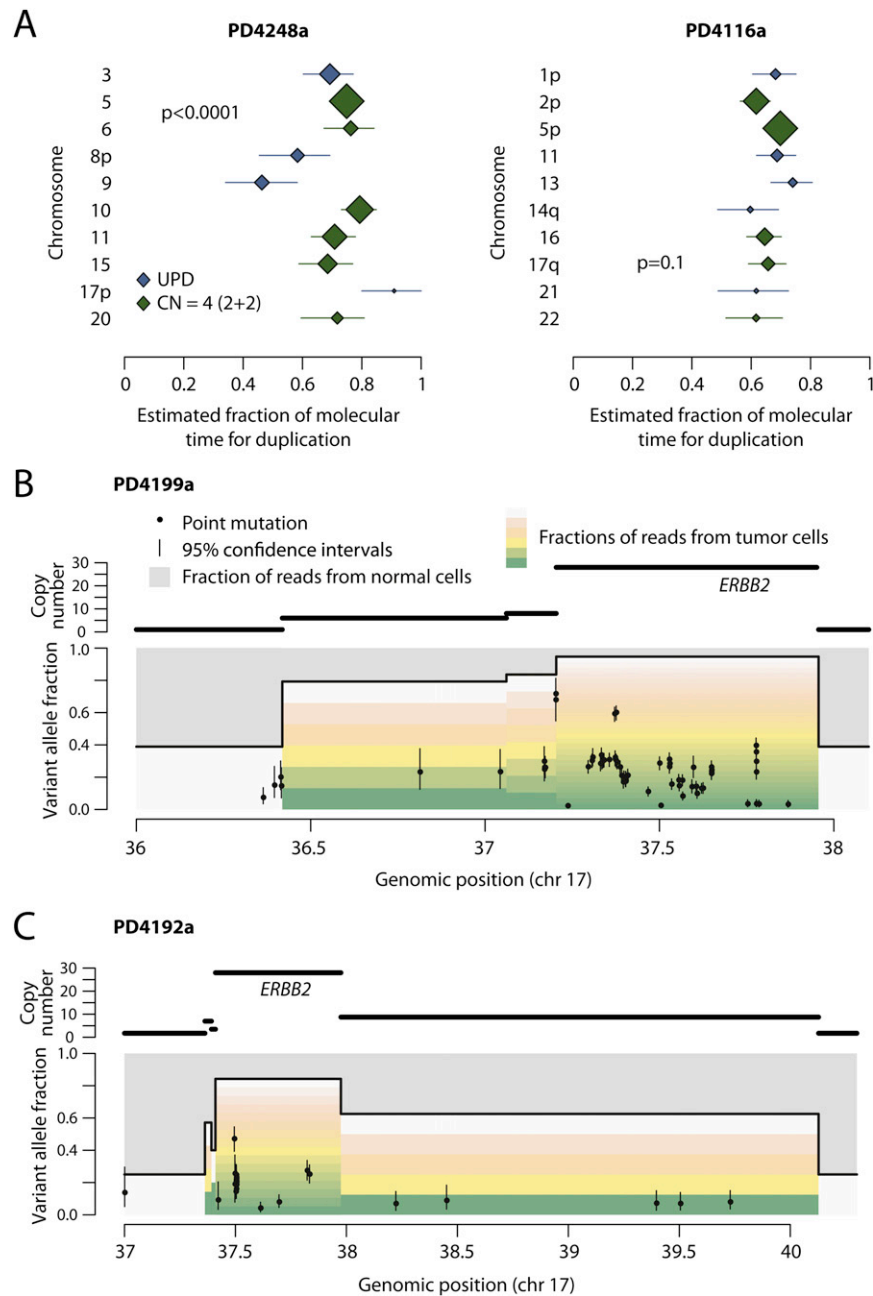 A
PD4248a
PD4116a
Chromosome
3
5
6
8p
9
10
11
15
17p
20
p<0.0001
UPD
CN = 4 (2+2)
0 0.2 0.4 0.6 0.8 1
Estimated fraction of molecular
time for duplication
Chromosome
1p
2p
5p
11
13
14q
16
17q
21
22
p=0.1
0 0.2 0.4 0.6 0.8 1
Estimated fraction of molecular
time for duplication
B
PD4199a
Point mutation
95% confidence intervals
Fraction of reads from normal cells
Fractions of reads from tumor cells
Copy
number
30
20
10
0
ERBB2
Variant allele fraction
1.0
0.6
0.4
0.0
36 36.5 37 37.5 38
Genomic position (chr 17)
C
PD4192a
Copy
number
30
20
10
0
ERBB2
Variant allele fraction
1.0
0.6
0.4
0.0
37 37.5 38 38.5 39 39.5 40
Genomic position (chr 17)